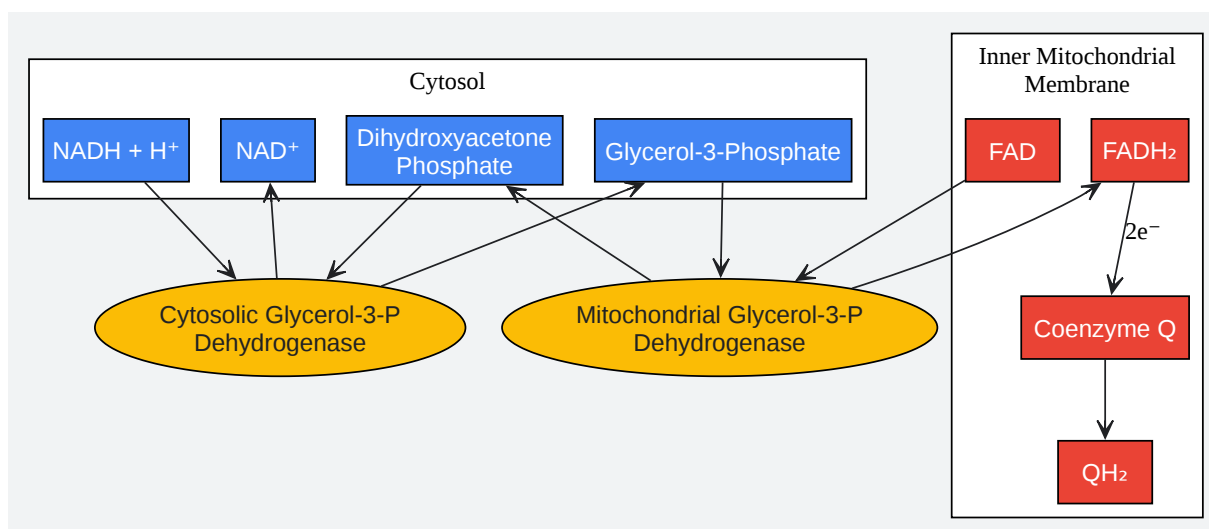 Inner Mitochondrial
Membrane
Cytosol
NADH + H⁺
NAD⁺
Dihydroxyacetone
Phosphate
Glycerol-3-Phosphate
FAD
FADH₂
2e⁻
Cytosolic Glycerol-3-P
Dehydrogenase
Mitochondrial Glycerol-3-P
Dehydrogenase
Coenzyme Q
QH₂